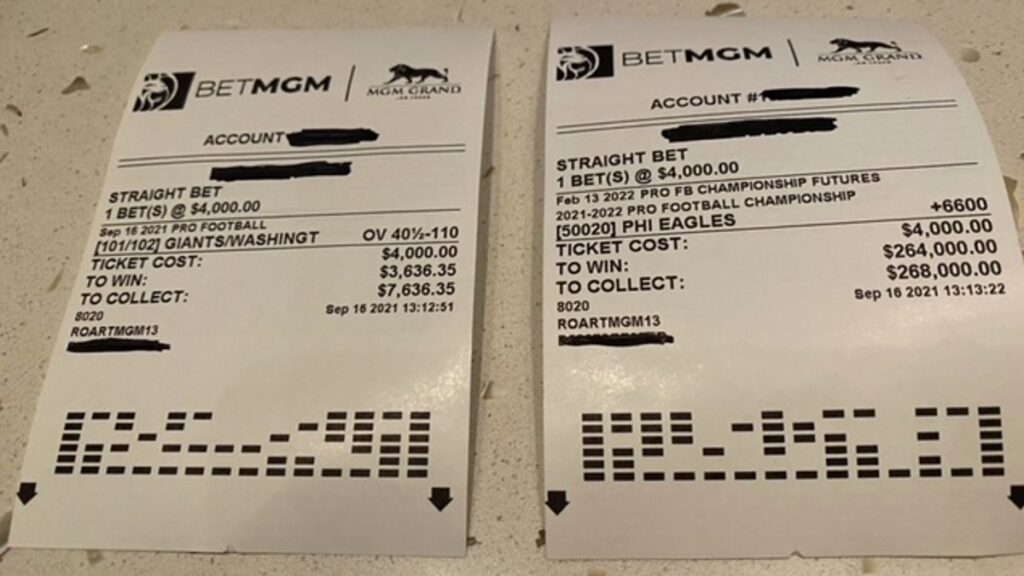 BETMGM | MGM GRAND
LAS VEGAS
ACCOUNT
STRAIGHT BET
1 BET(S) @ $4,000.00
Sep 16 2021 PRO FOOTBALL
[101/102] GIANTS/WASHINGT OV 40½-110
TICKET COST: $4,000.00
TO WIN: $3,636.35
TO COLLECT: $7,636.35
Sep 16 2021 13:12:51
8020
ROARTMGM13
BETMGM | MGM GRAND
LAS VEGAS
ACCOUNT #
STRAIGHT BET
1 BET(S) @ $4,000.00
Feb 13 2022 PRO FB CHAMPIONSHIP FUTURES
2021-2022 PRO FOOTBALL CHAMPIONSHIP
[50020] PHI EAGLES +6600
TICKET COST: $4,000.00
TO WIN: $264,000.00
TO COLLECT: $268,000.00
Sep 16 2021 13:13:22
8020
ROARTMGM13